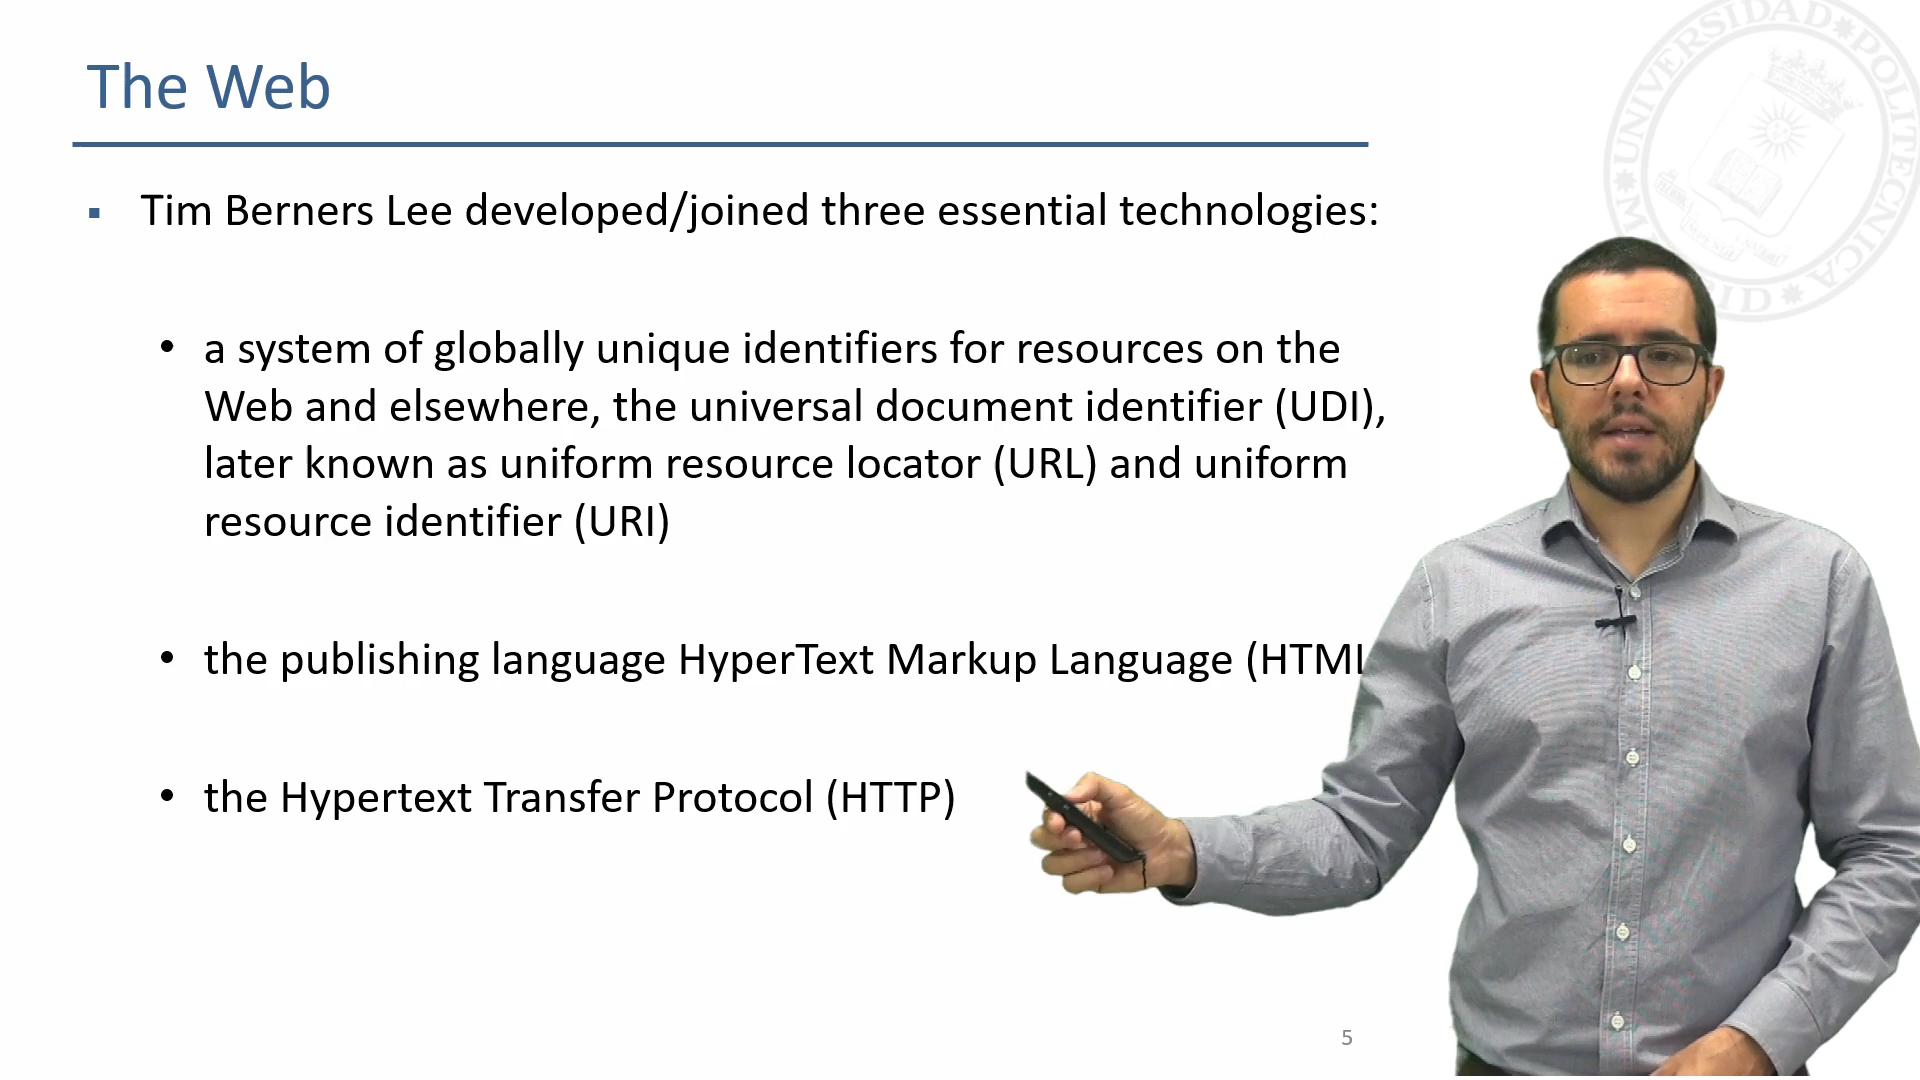 The Web
Tim Berners Lee developed/joined three essential technologies:
a system of globally unique identifiers for resources on the
Web and elsewhere, the universal document identifier (UDI),
later known as uniform resource locator (URL) and uniform
resource identifier (URI)
the publishing language HyperText Markup Language (HTML
the Hypertext Transfer Protocol (HTTP)
5
UNIVERSIDAD POLITECNICA